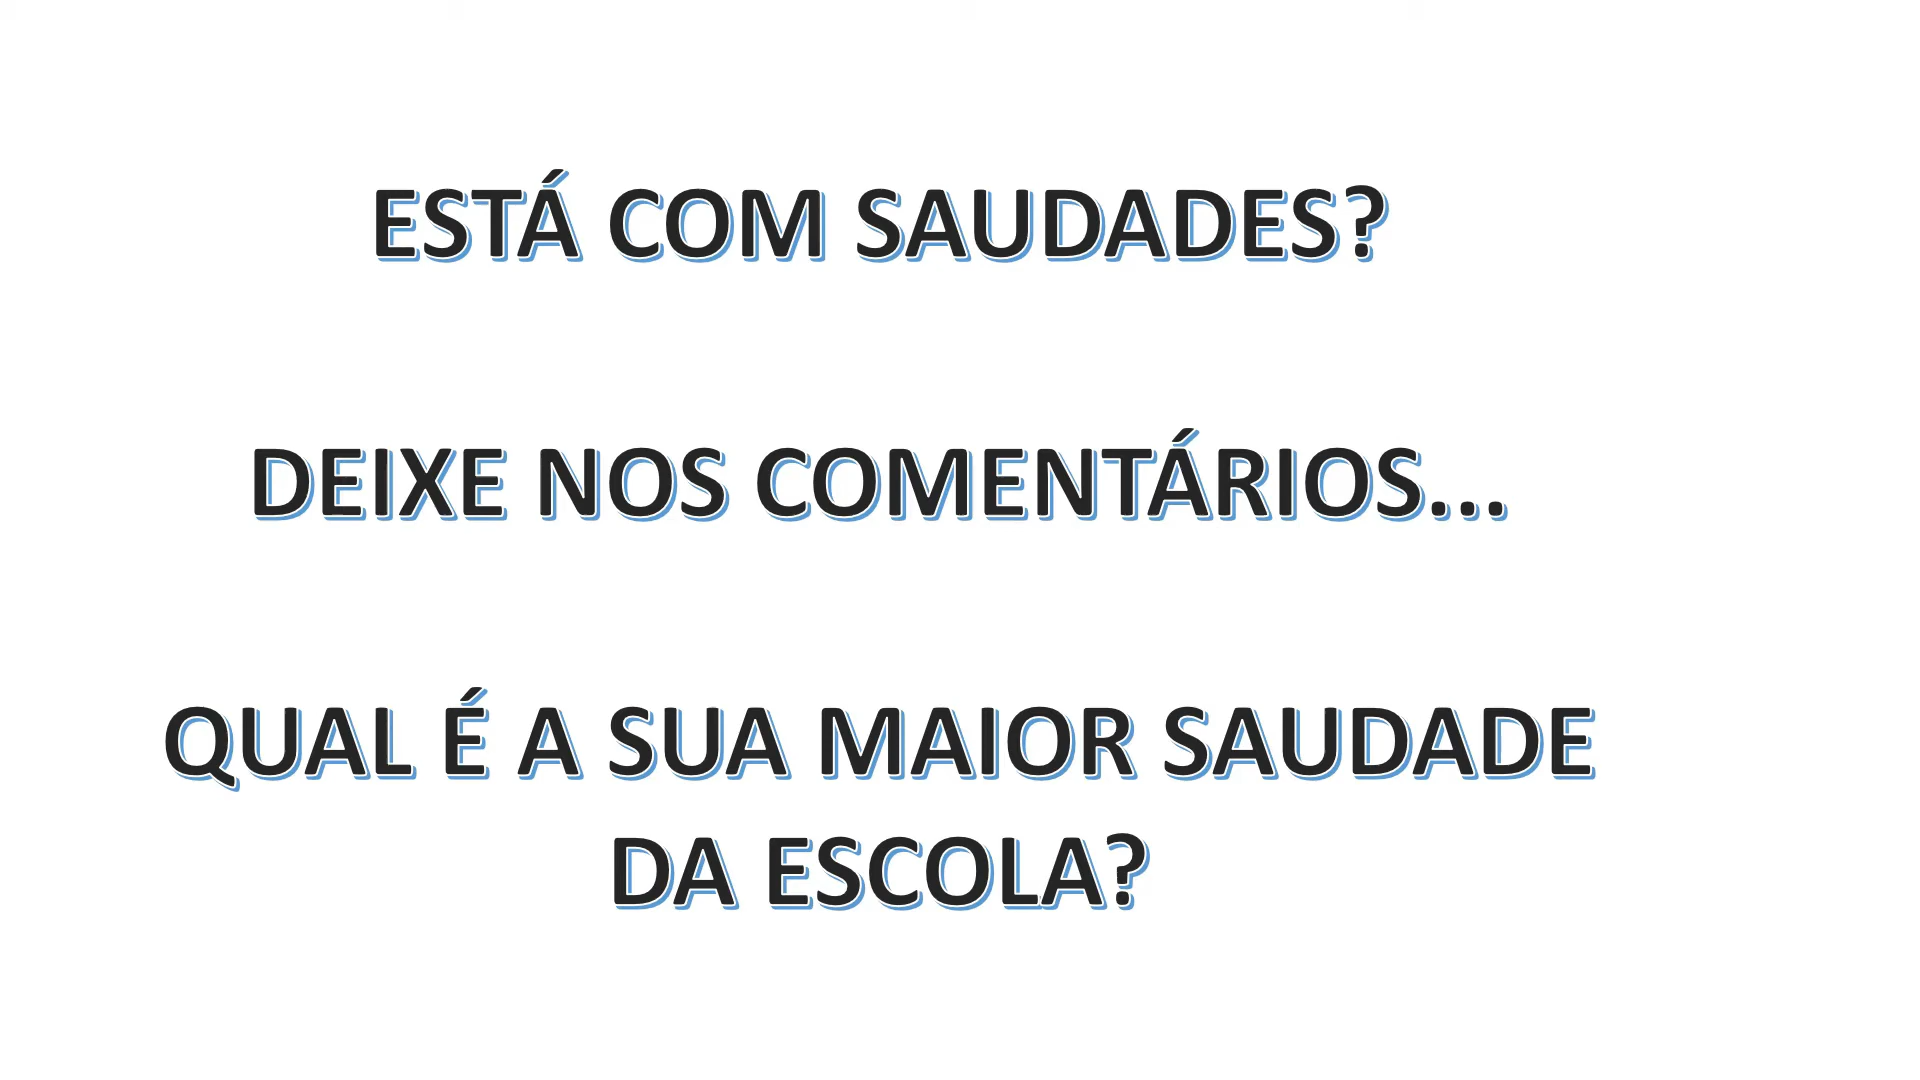 ESTÁ COM SAUDADES?
DEIXE NOS COMENTÁRIOS...
QUAL É A SUA MAIOR SAUDADE
DA ESCOLA?